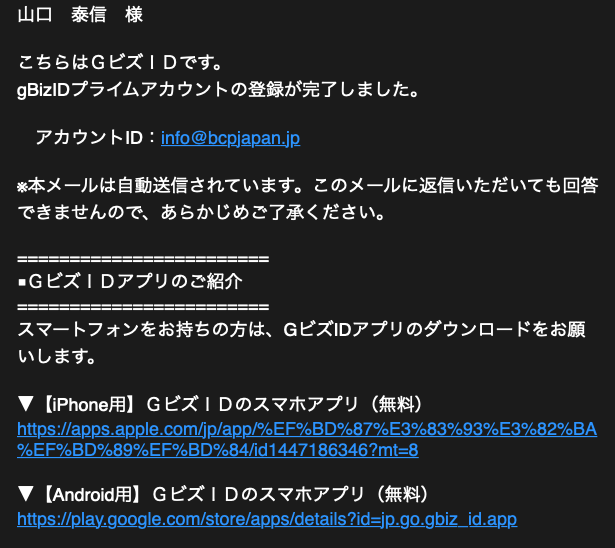 山口　泰信　様
こちらはＧビズＩＤです。
gBizIDプライムアカウントの登録が完了しました。
　アカウントID：info@bcpjapan.jp
※本メールは自動送信されています。このメールに返信いただいても回答
できませんので、あらかじめご了承ください。
========================
▪ＧビズＩＤアプリのご紹介
========================
スマートフォンをお持ちの方は、GビズIDアプリのダウンロードをお願
いします。
▼【iPhone用】ＧビズＩＤのスマホアプリ（無料）
https://apps.apple.com/jp/app/%EF%BD%87%E3%83%93%E3%82%BA
%EF%BD%89%EF%BD%84/id1447186346?mt=8
▼【Android用】ＧビズＩＤのスマホアプリ（無料）
https://play.google.com/store/apps/details?id=jp.go.gbiz_id.app